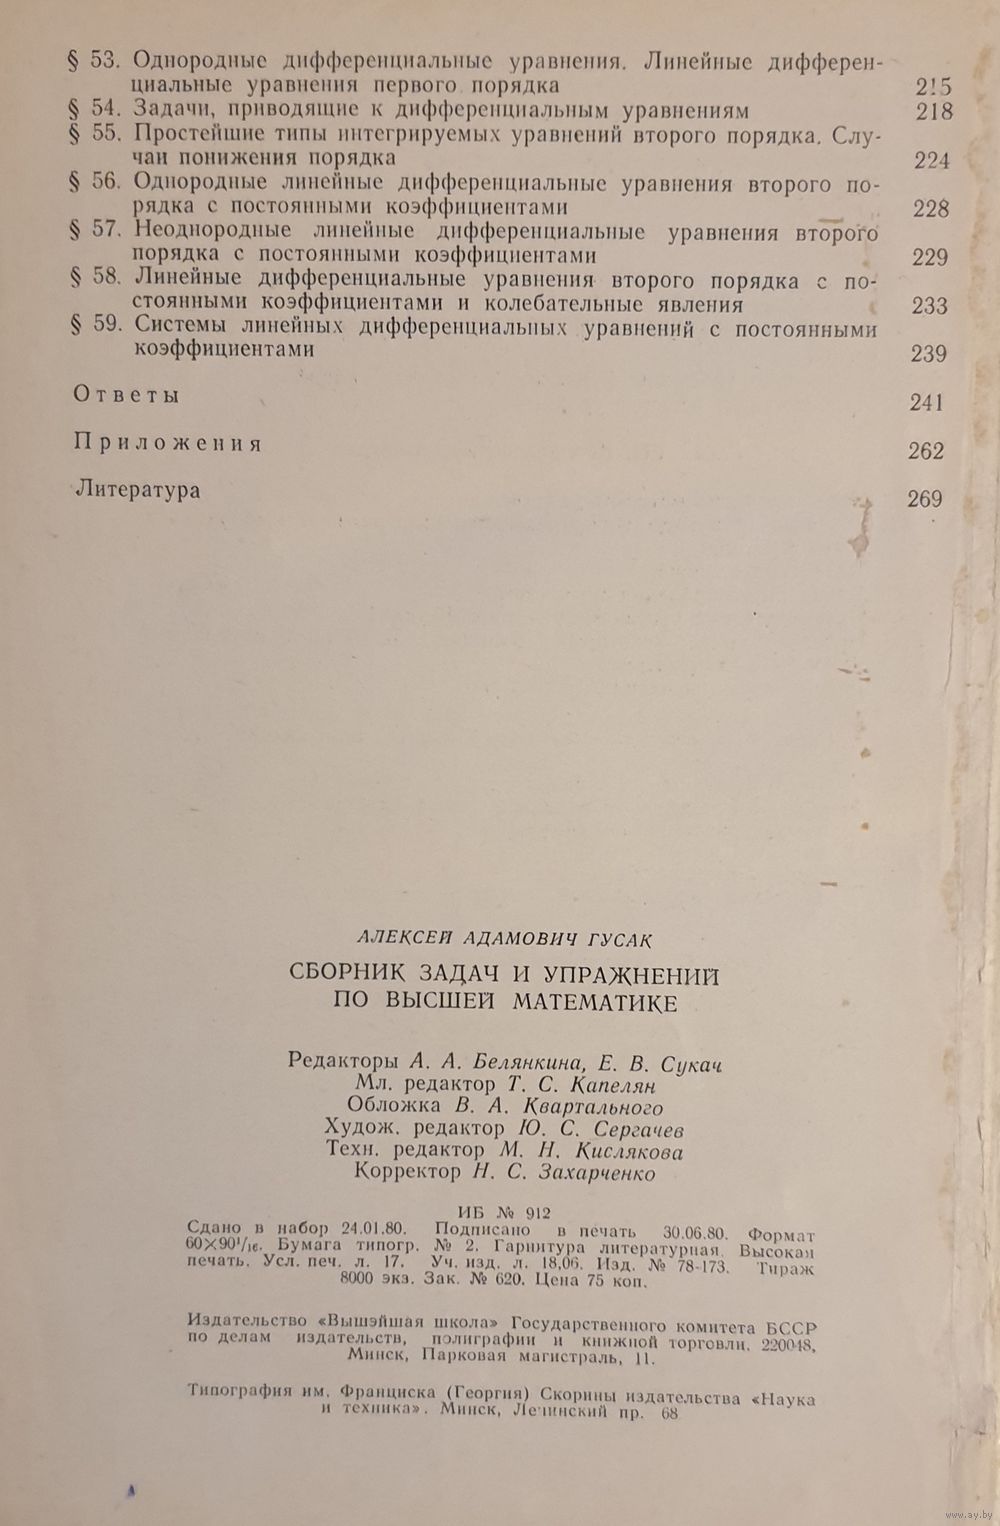 § 53. Однородные дифференциальные уравнения. Линейные дифферен-
циальные уравнения первого порядка 215
§ 54. Задачи, приводящие к дифференциальным уравнениям 218
§ 55. Простейшие типы интегрируемых уравнений второго порядка. Слу-
чаи понижения порядка 224
§ 56. Однородные линейные дифференциальные уравнения второго по-
рядка с постоянными коэффициентами 228
§ 57. Неоднородные линейные дифференциальные уравнения второго
порядка с постоянными коэффициентами 229
§ 58. Линейные дифференциальные уравнения второго порядка с по-
стоянными коэффициентами и колебательные явления 233
§ 59. Системы линейных дифференциальных уравнений с постоянными
коэффициентами 239
Ответы 241
Приложения 262
Литература 269
АЛЕКСЕЙ АДАМОВИЧ ГУСАК
СБОРНИК ЗАДАЧ И УПРАЖНЕНИЙ
ПО ВЫСШЕЙ МАТЕМАТИКЕ
Редакторы А. А. Белянкина, Е. В. Сукач
Мл. редактор Т. С. Капелян
Обложка В. А. Квартального
Худож. редактор Ю. С. Сергачев
Техн. редактор М. Н. Кислякова
Корректор Н. С. Захарченко
ИБ № 912
Сдано в набор 24.01.80. Подписано в печать 30.06.80. Формат
60×90¹/₁₆. Бумага типогр. № 2. Гарнитура литературная. Высокая
печать. Усл. печ. л. 17. Уч. изд. л. 18,06. Изд. № 78-173. Тираж
8000 экз. Зак. № 620. Цена 75 коп.
Издательство «Вышэйшая школа» Государственного комитета БССР
по делам издательств, полиграфии и книжной торговли. 220048,
Минск, Парковая магистраль, 11.
Типография им. Франциска (Георгия) Скорины издательства «Наука
и техника». Минск, Ленинский пр. 68
www.ay.by